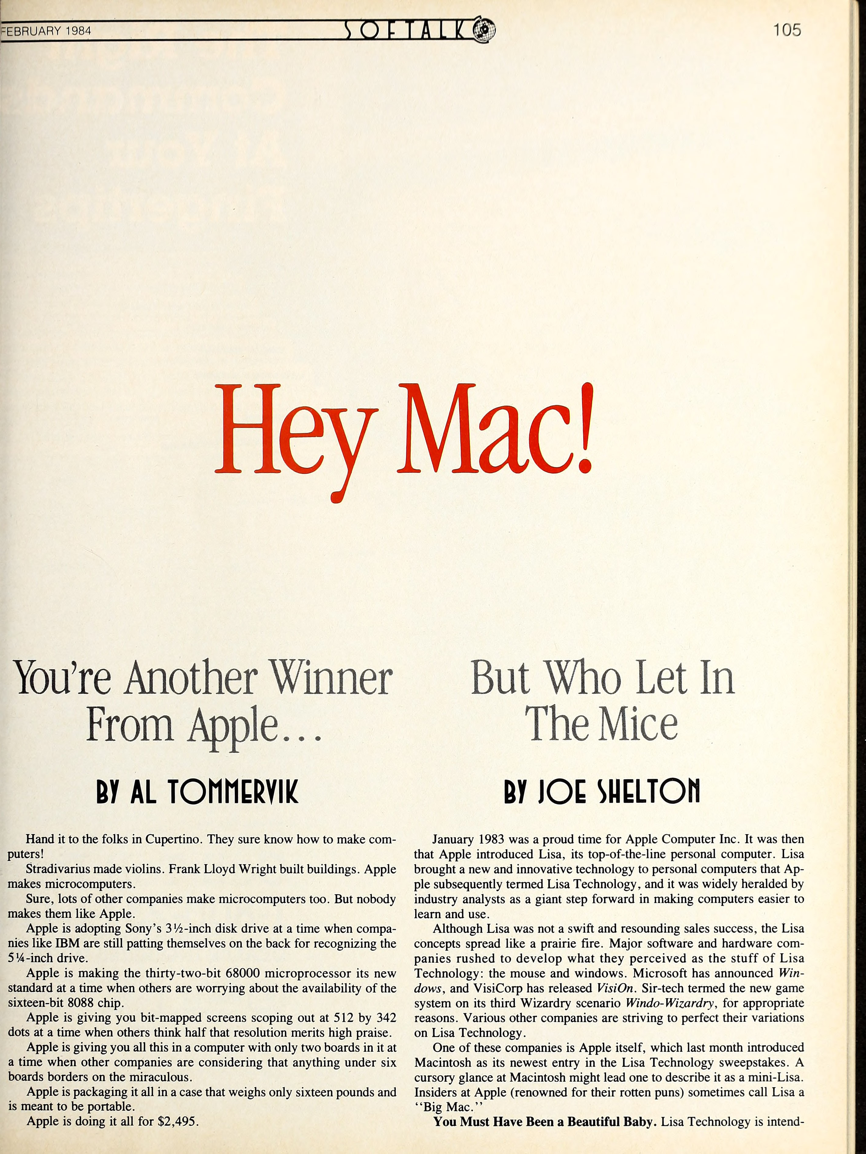 FEBRUARY 1984
SOFTALK
105
Hey Mac!
You're Another Winner
From Apple...
BY AL TOMMERVIK
Hand it to the folks in Cupertino. They sure know how to make com-
puters!
Stradivarius made violins. Frank Lloyd Wright built buildings. Apple
makes microcomputers.
Sure, lots of other companies make microcomputers too. But nobody
makes them like Apple.
Apple is adopting Sony's 3½-inch disk drive at a time when compa-
nies like IBM are still patting themselves on the back for recognizing the
5¼-inch drive.
Apple is making the thirty-two-bit 68000 microprocessor its new
standard at a time when others are worrying about the availability of the
sixteen-bit 8088 chip.
Apple is giving you bit-mapped screens scoping out at 512 by 342
dots at a time when others think half that resolution merits high praise.
Apple is giving you all this in a computer with only two boards in it at
a time when other companies are considering that anything under six
boards borders on the miraculous.
Apple is packaging it all in a case that weighs only sixteen pounds and
is meant to be portable.
Apple is doing it all for $2,495.
But Who Let In
The Mice
BY JOE SHELTON
January 1983 was a proud time for Apple Computer Inc. It was then
that Apple introduced Lisa, its top-of-the-line personal computer. Lisa
brought a new and innovative technology to personal computers that Ap-
ple subsequently termed Lisa Technology, and it was widely heralded by
industry analysts as a giant step forward in making computers easier to
learn and use.
Although Lisa was not a swift and resounding sales success, the Lisa
concepts spread like a prairie fire. Major software and hardware com-
panies rushed to develop what they perceived as the stuff of Lisa
Technology: the mouse and windows. Microsoft has announced Win-
dows, and VisiCorp has released VisiOn. Sir-tech termed the new game
system on its third Wizardry scenario Windo-Wizardry, for appropriate
reasons. Various other companies are striving to perfect their variations
on Lisa Technology.
One of these companies is Apple itself, which last month introduced
Macintosh as its newest entry in the Lisa Technology sweepstakes. A
cursory glance at Macintosh might lead one to describe it as a mini-Lisa.
Insiders at Apple (renowned for their rotten puns) sometimes call Lisa a
"Big Mac."
You Must Have Been a Beautiful Baby. Lisa Technology is intend-